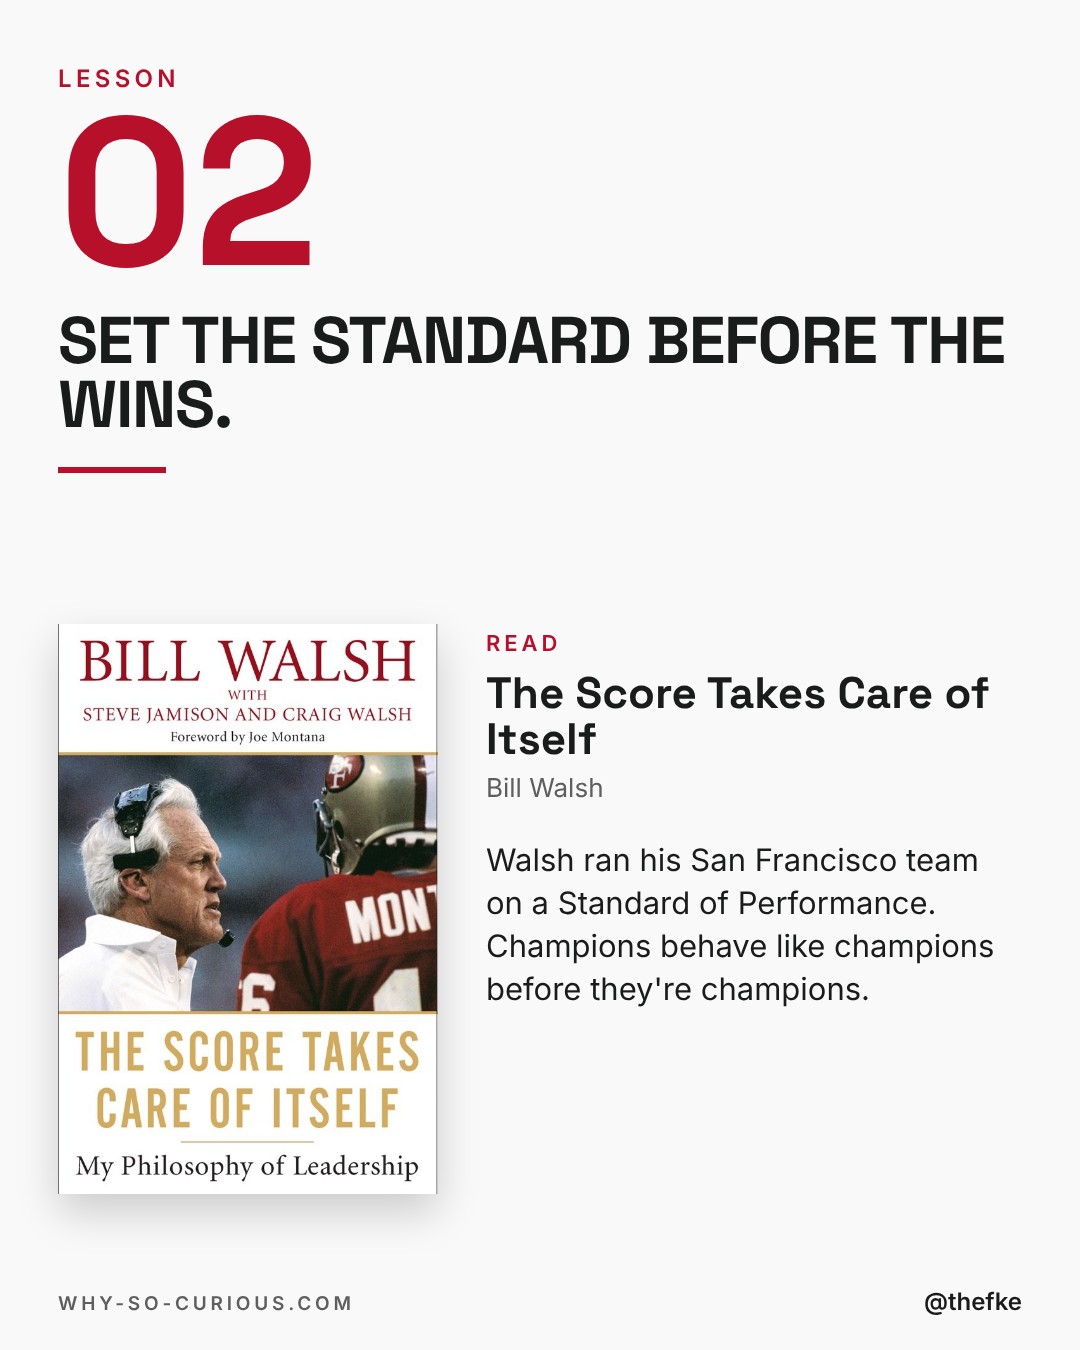 LESSON
02
SET THE STANDARD BEFORE THE
WINS.
BILL WALSH
WITH
STEVE JAMISON AND CRAIG WALSH
Foreword by Joe Montana
SF
MONT
6
1
THE SCORE TAKES
CARE OF ITSELF
My Philosophy of Leadership
READ
The Score Takes Care of
Itself
Bill Walsh
Walsh ran his San Francisco team
on a Standard of Performance.
Champions behave like champions
before they're champions.
WHY-SO-CURIOUS.COM
@thefke